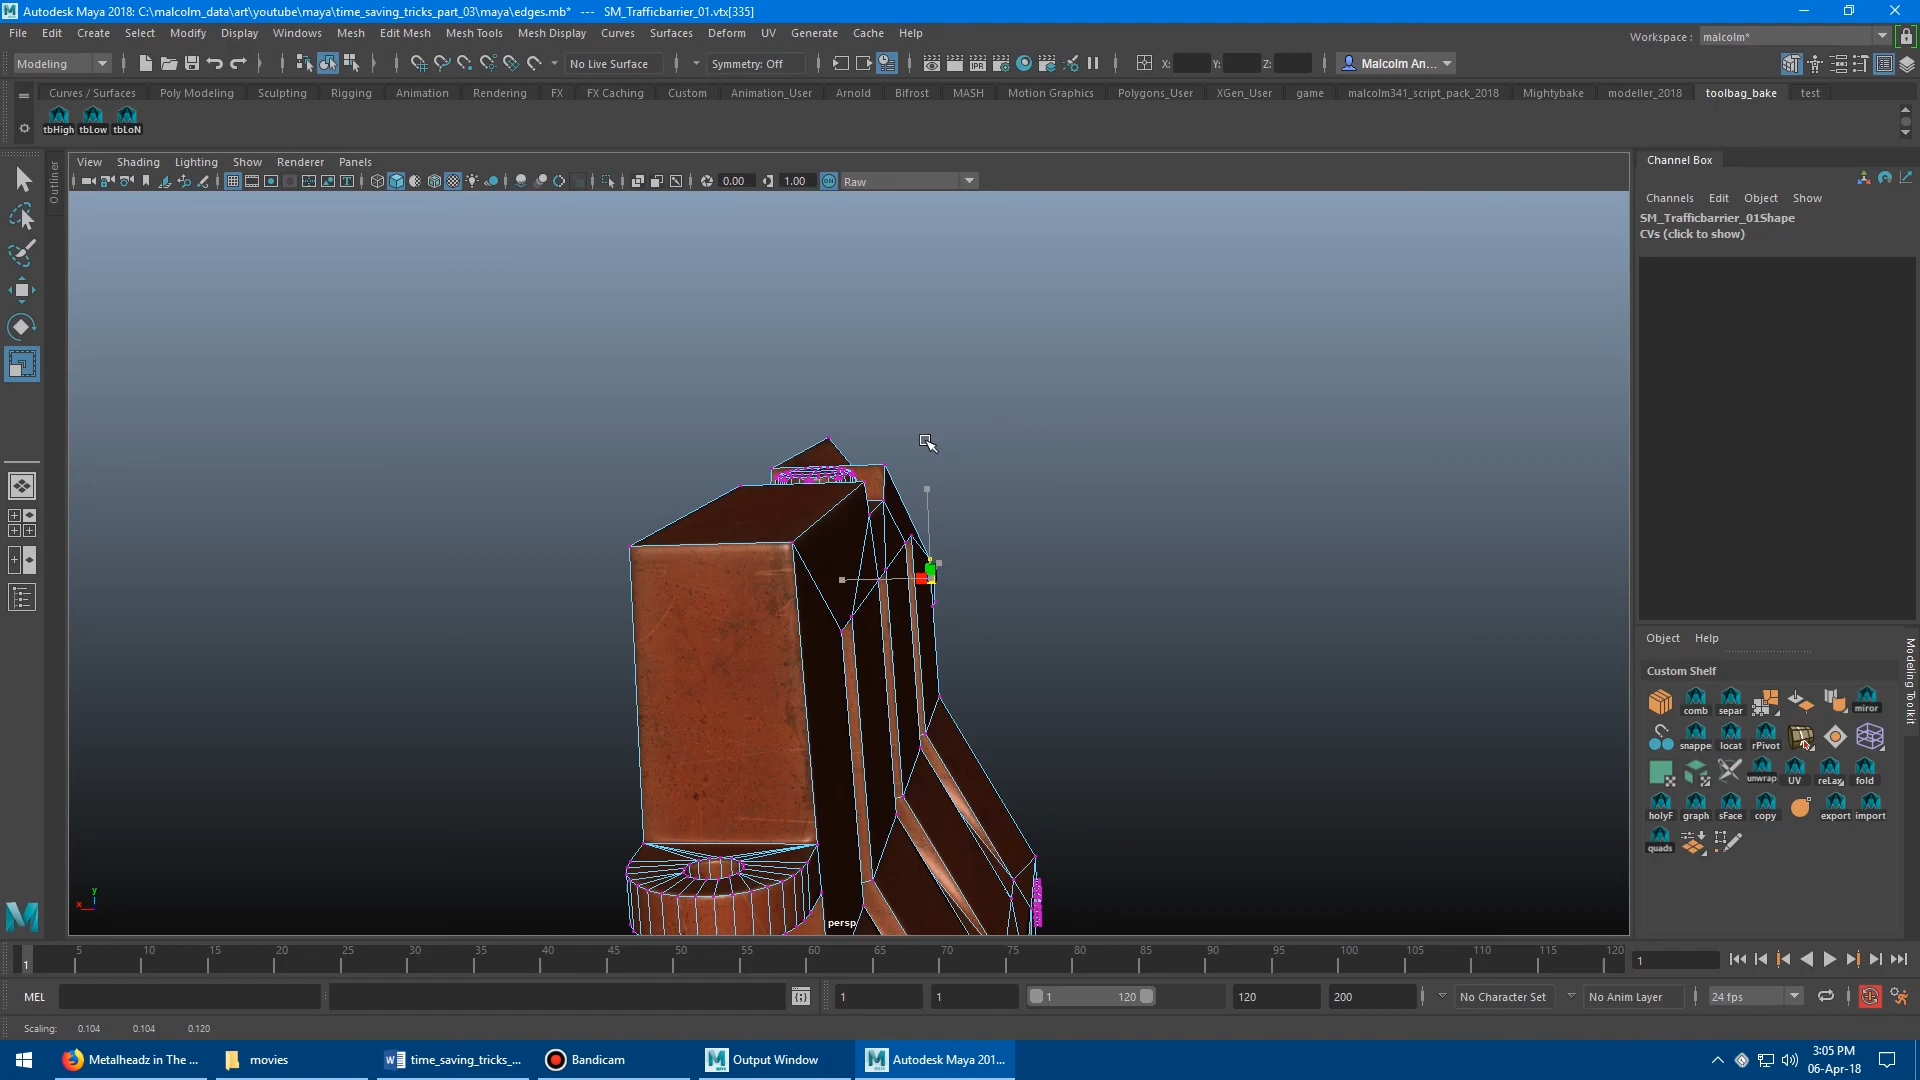 Autodesk Maya 2018: C:\malcolm_data\art\youtube\maya\time_saving_tricks_part_03\maya\edges.mb*   ---   SM_Trafficbarrier_01.vtx[335]
File Edit Create Select Modify Display Windows Mesh Edit Mesh Mesh Tools Mesh Display Curves Surfaces Deform UV Generate Cache Help
Workspace : malcolm*
Modeling No Live Surface Symmetry: Off X: Y: Z: Malcolm An...
Curves / Surfaces Poly Modeling Sculpting Rigging Animation Rendering FX FX Caching Custom Animation_User Arnold Bifrost MASH Motion Graphics Polygons_User XGen_User game malcolm341_script_pack_2018 Mightybake modeller_2018 toolbag_bake test
tbHigh tbLow tbLoN
Outliner
View Shading Lighting Show Renderer Panels
0.00 1.00 ON Raw
Channel Box
Channels Edit Object Show
SM_Trafficbarrier_01Shape
CVs (click to show)
Object Help
Modeling Toolkit
Custom Shelf
comb separ miror
snappe locat rPivot
unwrap UV reLax fold
holyF graph sFace copy export import
quads
y
x
persp
5 10 15 20 25 30 35 40 45 50 55 60 65 70 75 80 85 90 95 100 105 110 115 120
1
1
MEL 1 1 1 120 120 200 No Character Set No Anim Layer 24 fps
Scaling: 0.104 0.104 0.120
Metalheadz in The ... movies time_saving_tricks_... Bandicam Output Window Autodesk Maya 201...
3:05 PM
06-Apr-18